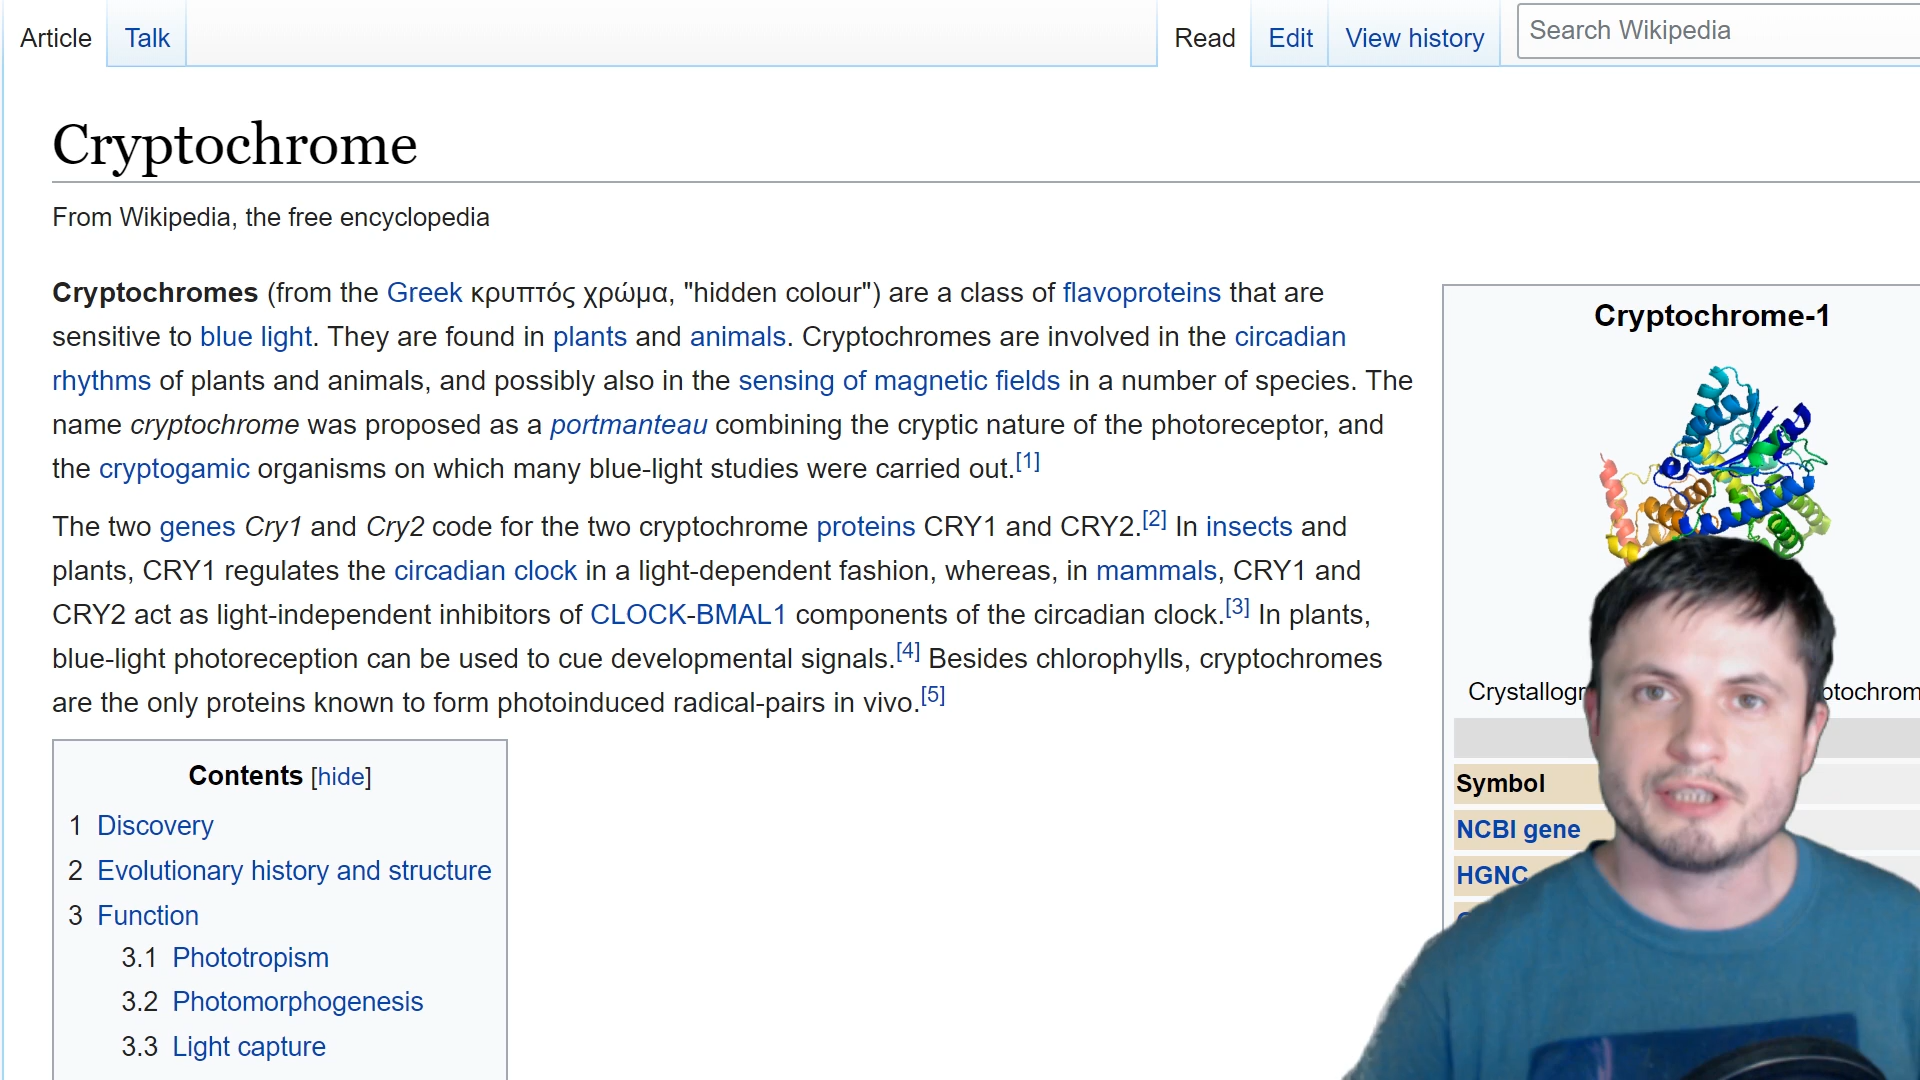 Article Talk Read Edit View history Search Wikipedia
Cryptochrome
From Wikipedia, the free encyclopedia
Cryptochromes (from the Greek κρυπτός χρώμα, "hidden colour") are a class of flavoproteins that are
sensitive to blue light. They are found in plants and animals. Cryptochromes are involved in the circadian
rhythms of plants and animals, and possibly also in the sensing of magnetic fields in a number of species. The
name cryptochrome was proposed as a portmanteau combining the cryptic nature of the photoreceptor, and
the cryptogamic organisms on which many blue-light studies were carried out.[1]
The two genes Cry1 and Cry2 code for the two cryptochrome proteins CRY1 and CRY2.[2] In insects and
plants, CRY1 regulates the circadian clock in a light-dependent fashion, whereas, in mammals, CRY1 and
CRY2 act as light-independent inhibitors of CLOCK-BMAL1 components of the circadian clock.[3] In plants,
blue-light photoreception can be used to cue developmental signals.[4] Besides chlorophylls, cryptochromes
are the only proteins known to form photoinduced radical-pairs in vivo.[5]
Contents [hide]
1 Discovery
2 Evolutionary history and structure
3 Function
3.1 Phototropism
3.2 Photomorphogenesis
3.3 Light capture
Cryptochrome-1
Crystallogr ptochrom
Symbol
NCBI gene
HGNC